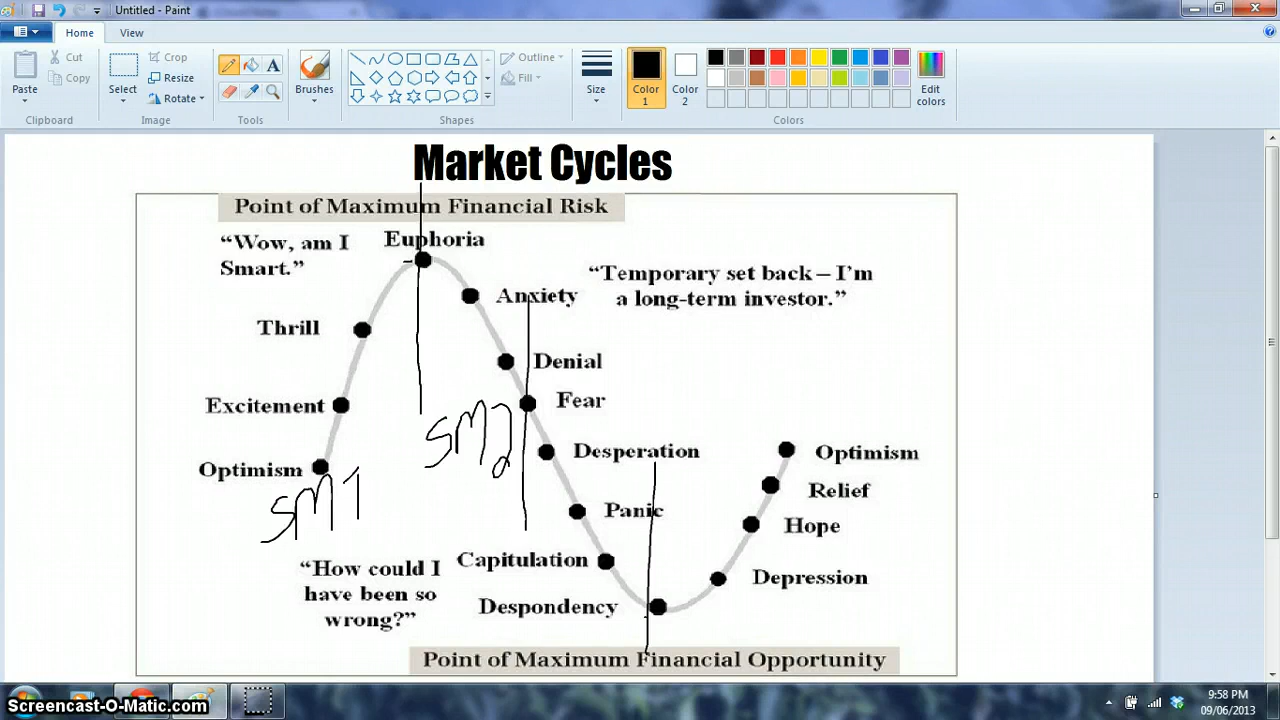 Untitled - Paint
Home
View
Paste
Cut
Copy
Clipboard
Select
Crop
Resize
Rotate
Image
A
Tools
Brushes
Shapes
Outline
Fill
Size
Color
1
Color
2
Edit
colors
Colors
Market Cycles
Point of Maximum Financial Risk
“Wow, am I
Smart.”
Euphoria
“Temporary set back – I’m
a long-term investor.”
Anxiety
Thrill
Denial
Excitement
Fear
SM2
Desperation
Optimism
Optimism
SM1
Relief
Panic
Hope
“How could I
have been so
wrong?”
Capitulation
Depression
Despondency
Point of Maximum Financial Opportunity
Screencast-O-Matic.com
9:58 PM
09/06/2013